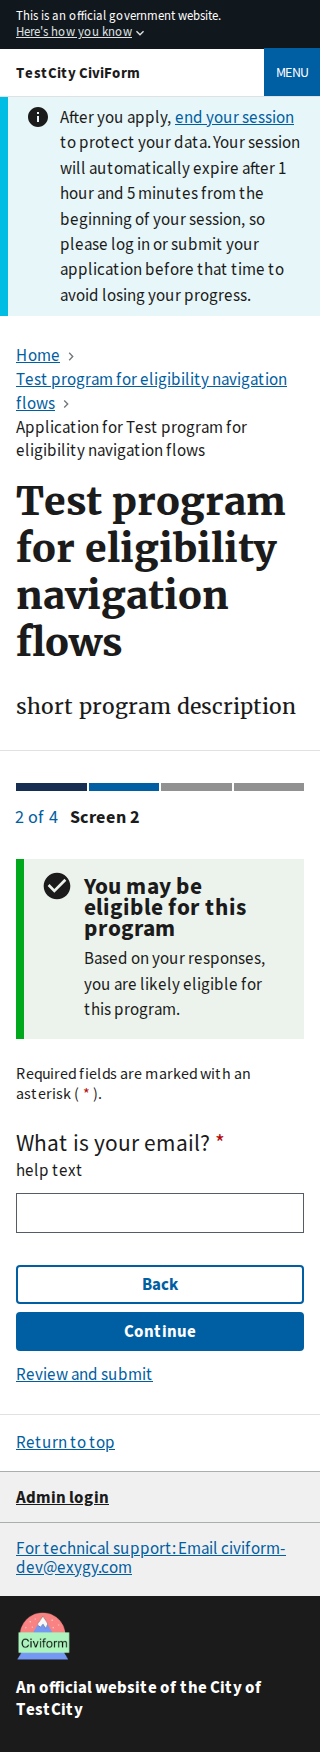 This is an official government website.
Here's how you know
TestCity CiviForm
MENU
After you apply, end your session
to protect your data. Your session
will automatically expire after 1
hour and 5 minutes from the
beginning of your session, so
please log in or submit your
application before that time to
avoid losing your progress.
Home
Test program for eligibility navigation
flows
Application for Test program for
eligibility navigation flows
Test program
for eligibility
navigation
flows
short program description
2 of 4 Screen 2
You may be
eligible for this
program
Based on your responses,
you are likely eligible for
this program.
Required fields are marked with an
asterisk ( * ).
What is your email? *
help text
Back
Continue
Review and submit
Return to top
Admin login
For technical support: Email civiform-
dev@exygy.com
Civiform
An official website of the City of
TestCity